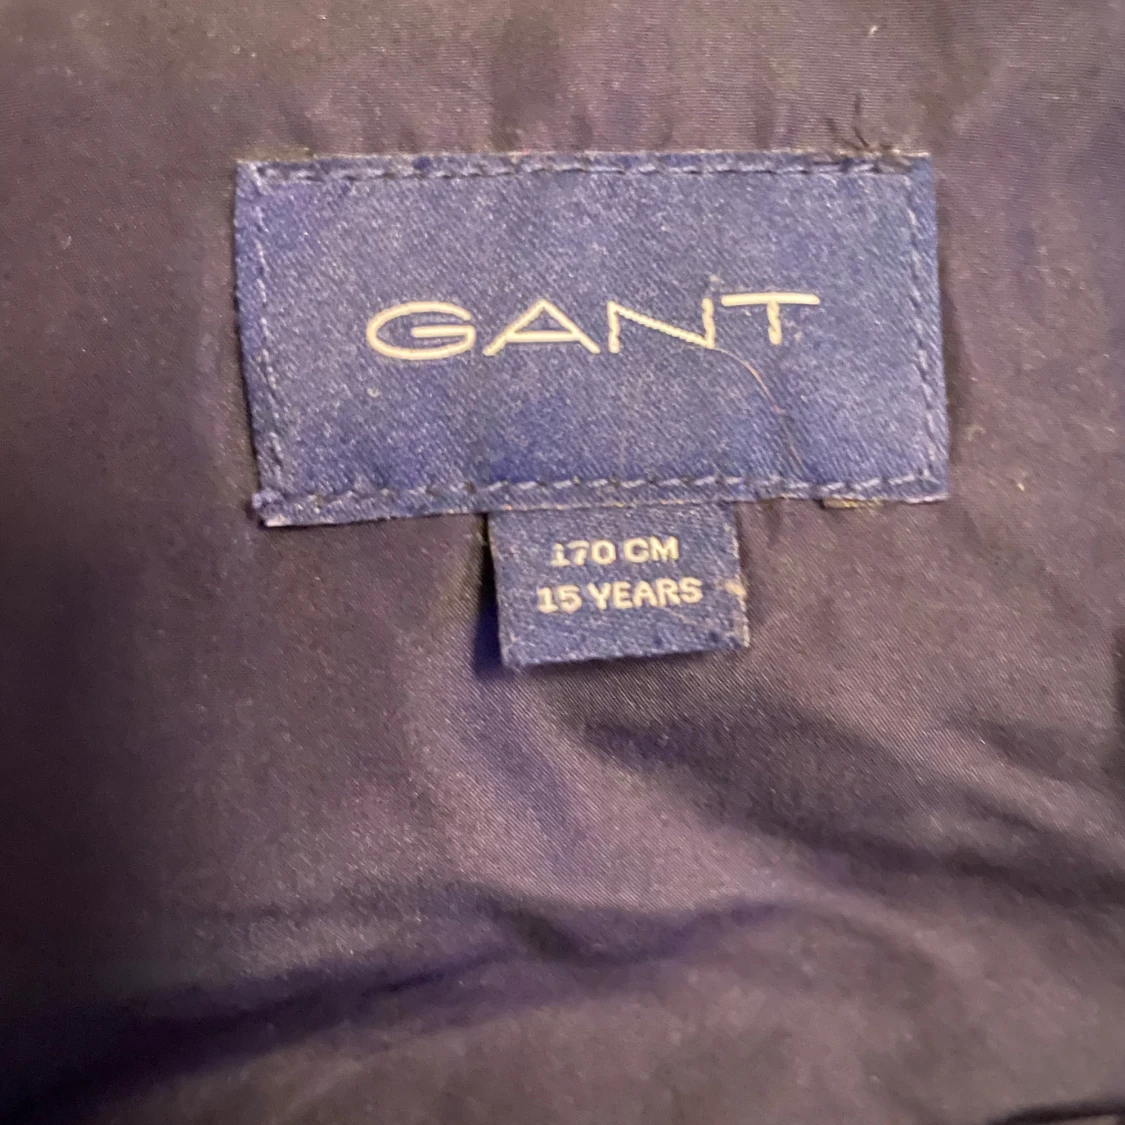 GANT
170 CM
15 YEARS